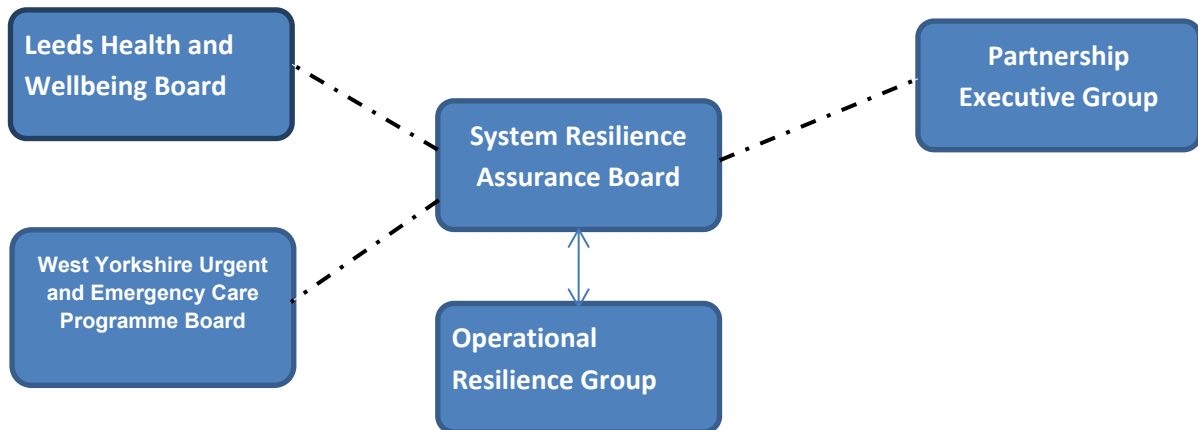 Leeds Health and
Wellbeing Board
Partnership
Executive Group
System Resilience
Assurance Board
West Yorkshire Urgent
and Emergency Care
Programme Board
Operational
Resilience Group